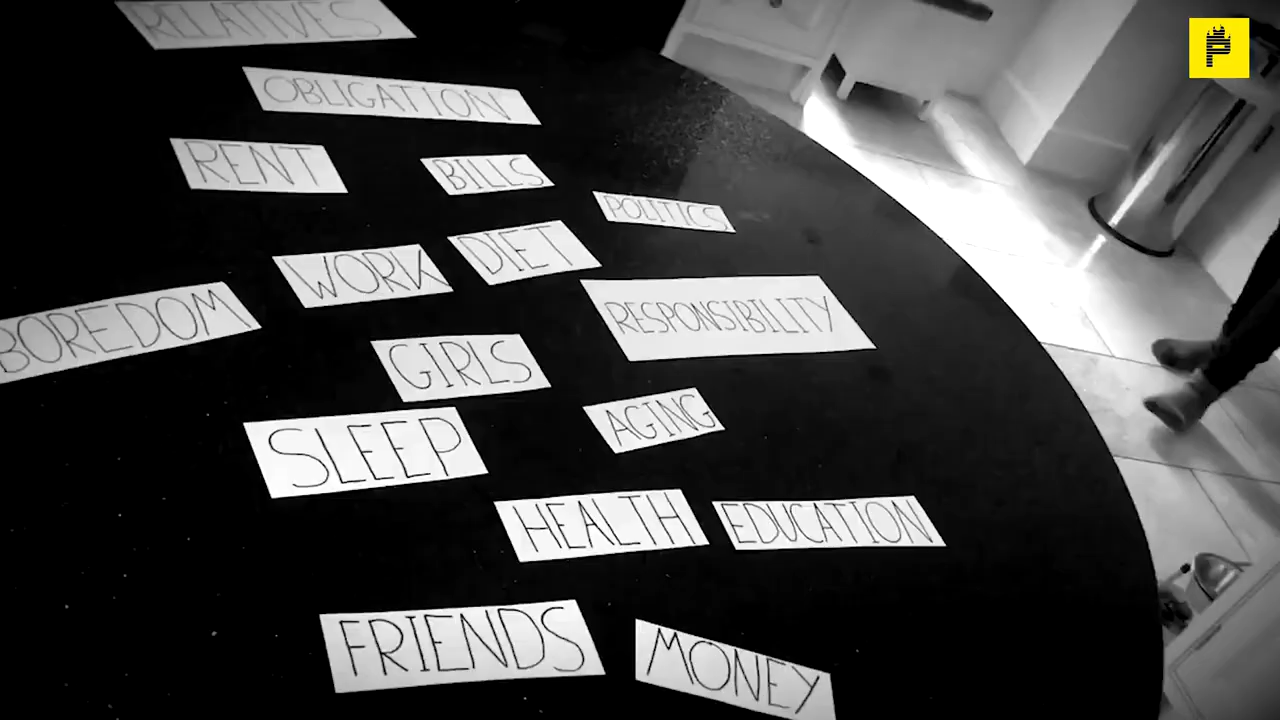 RELATIVES
OBLIGATION
RENT
BILLS
POLITICS
WORK
DIET
BOREDOM
RESPONSIBILITY
GIRLS
AGING
SLEEP
HEALTH
EDUCATION
FRIENDS
MONEY
P